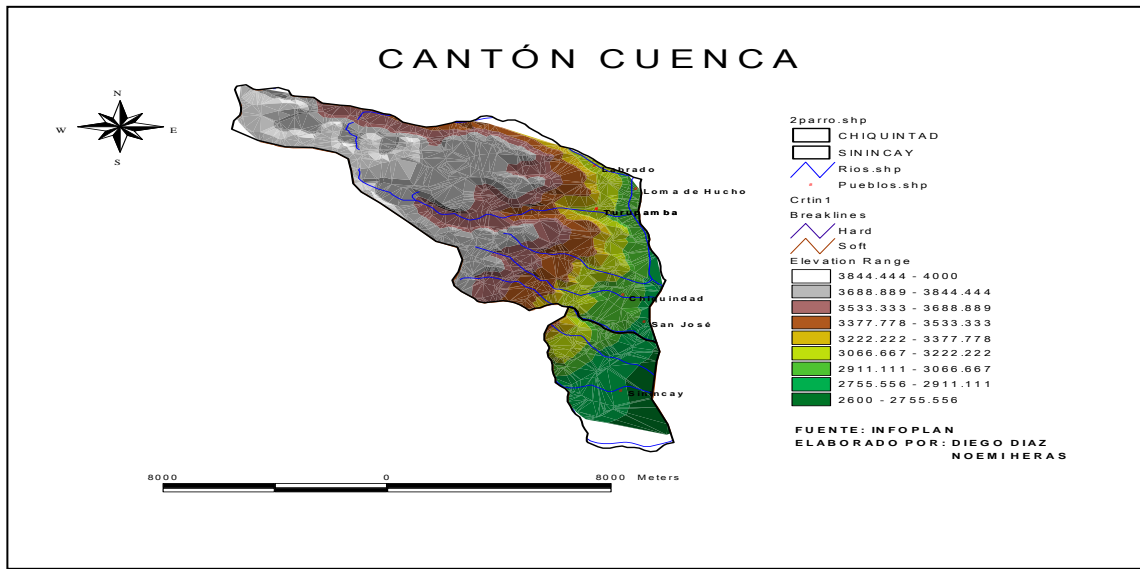 CANTÓN CUENCA
N
W
E
S
2parro.shp
CHIQUINTAD
SININCAY
Rios.shp
Pueblos.shp
Crtin1
Breaklines
Hard
Soft
Elevation Range
3844.444 - 4000
3688.889 - 3844.444
3533.333 - 3688.889
3377.778 - 3533.333
3222.222 - 3377.778
3066.667 - 3222.222
2911.111 - 3066.667
2755.556 - 2911.111
2600 - 2755.556
Labrado
Loma de Hucho
Turupamba
Chiquindad
San José
Sinincay
FUENTE: INFOPLAN
ELABORADO POR: DIEGO DIAZ
NOEMI HERAS
8000 0 8000 Meters